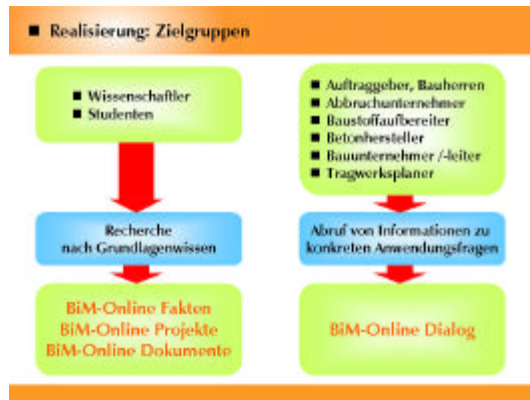 ■ Realisierung: Zielgruppen
■ Wissenschaftler
■ Studenten
Recherche
nach Grundlagenwissen
BiM-Online Fakten
BiM-Online Projekte
BiM-Online Dokumente
■ Auftraggeber, Bauherren
■ Abbruchunternehmer
■ Baustoffaufbereiter
■ Betonhersteller
■ Bauunternehmer /-leiter
■ Tragwerksplaner
Abruf von Informationen zu
konkreten Anwendungsfragen
BiM-Online Dialog